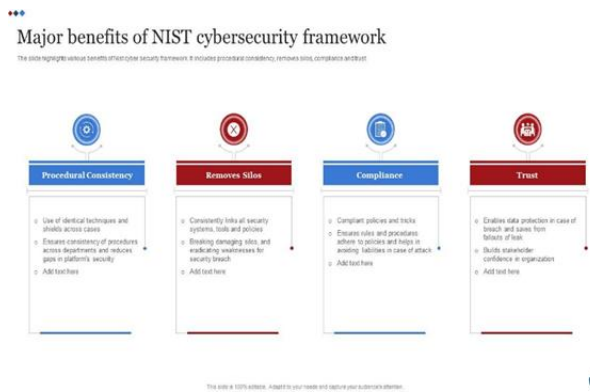 Major benefits of NIST cybersecurity framework
The slide highlights various benefits of Nist cyber security framework. It includes procedural consistency, removes silos, compliance and trust
Procedural Consistency
Use of identical techniques and
shields across cases
Ensures consistency of procedures
across departments and reduces
gaps in platform's security
Add text here
Removes Silos
Consistently links all security
systems, tools and policies
Breaking damaging silos, and
eradicating weaknesses for
security breach
Add text here
Compliance
Compliant policies and tricks
Ensures rules and procedures
adhere to policies and helps in
avoiding liabilities in case of attack
Add text here
Trust
Enables data protection in case of
breach and saves from
fallouts of leak
Builds stakeholder
confidence in organization
Add text here
This slide is 100% editable. Adapt to your needs and capture your audience's attention.